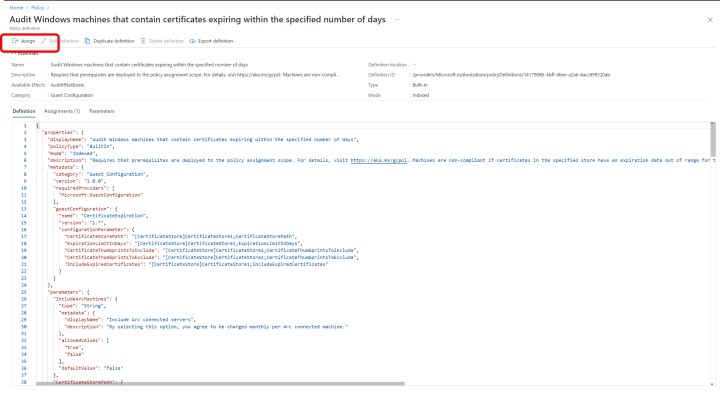 Home > Policy >
Audit Windows machines that contain certificates expiring within the specified number of days ...
Policy definition
Assign Edit definition Duplicate definition Delete definition Export definition
Essentials
Name : Audit Windows machines that contain certificates expiring within the specified number of days
Definition location : --
Description : Requires that prerequisites are deployed to the policy assignment scope. For details, visit https://aka.ms/gcpol. Machines are non-compli...
Definition ID :
Available Effects : AuditIfNotExists
Type : Built-in
Category : Guest Configuration
Mode : Indexed
Definition Assignments (1) Parameters
1 {
2 "properties": {
3 "displayName": "Audit Windows machines that contain certificates expiring within the specified number of days",
4 "policyType": "BuiltIn",
5 "mode": "Indexed",
6 "description": "Requires that prerequisites are deployed to the policy assignment scope. For details, visit https://aka.ms/gcpol. Machines are non-compliant if certificates in the specified store have an expiration date out of range for t
7 "metadata": {
8 "category": "Guest Configuration",
9 "version": "1.0.0",
10 "requiredProviders": [
11 "Microsoft.GuestConfiguration"
12 ],
13 "guestConfiguration": {
14 "name": "CertificateExpiration",
15 "version": "1.*",
16 "configurationParameter": {
17 "CertificateStorePath": "[CertificateStore]CertificateStore1;CertificateStorePath",
18 "ExpirationLimitInDays": "[CertificateStore]CertificateStore1;ExpirationLimitInDays",
19 "CertificateThumbprintsToInclude": "[CertificateStore]CertificateStore1;CertificateThumbprintsToInclude",
20 "CertificateThumbprintsToExclude": "[CertificateStore]CertificateStore1;CertificateThumbprintsToExclude",
21 "IncludeExpiredCertificates": "[CertificateStore]CertificateStore1;IncludeExpiredCertificates"
22 }
23 }
24 },
25 "parameters": {
26 "IncludeArcMachines": {
27 "type": "String",
28 "metadata": {
29 "displayName": "Include Arc connected servers",
30 "description": "By selecting this option, you agree to be charged monthly per Arc connected machine."
31 },
32 "allowedValues": [
33 "true",
34 "false"
35 ],
36 "defaultValue": "false"
37 },
38 "CertificateStorePath": {